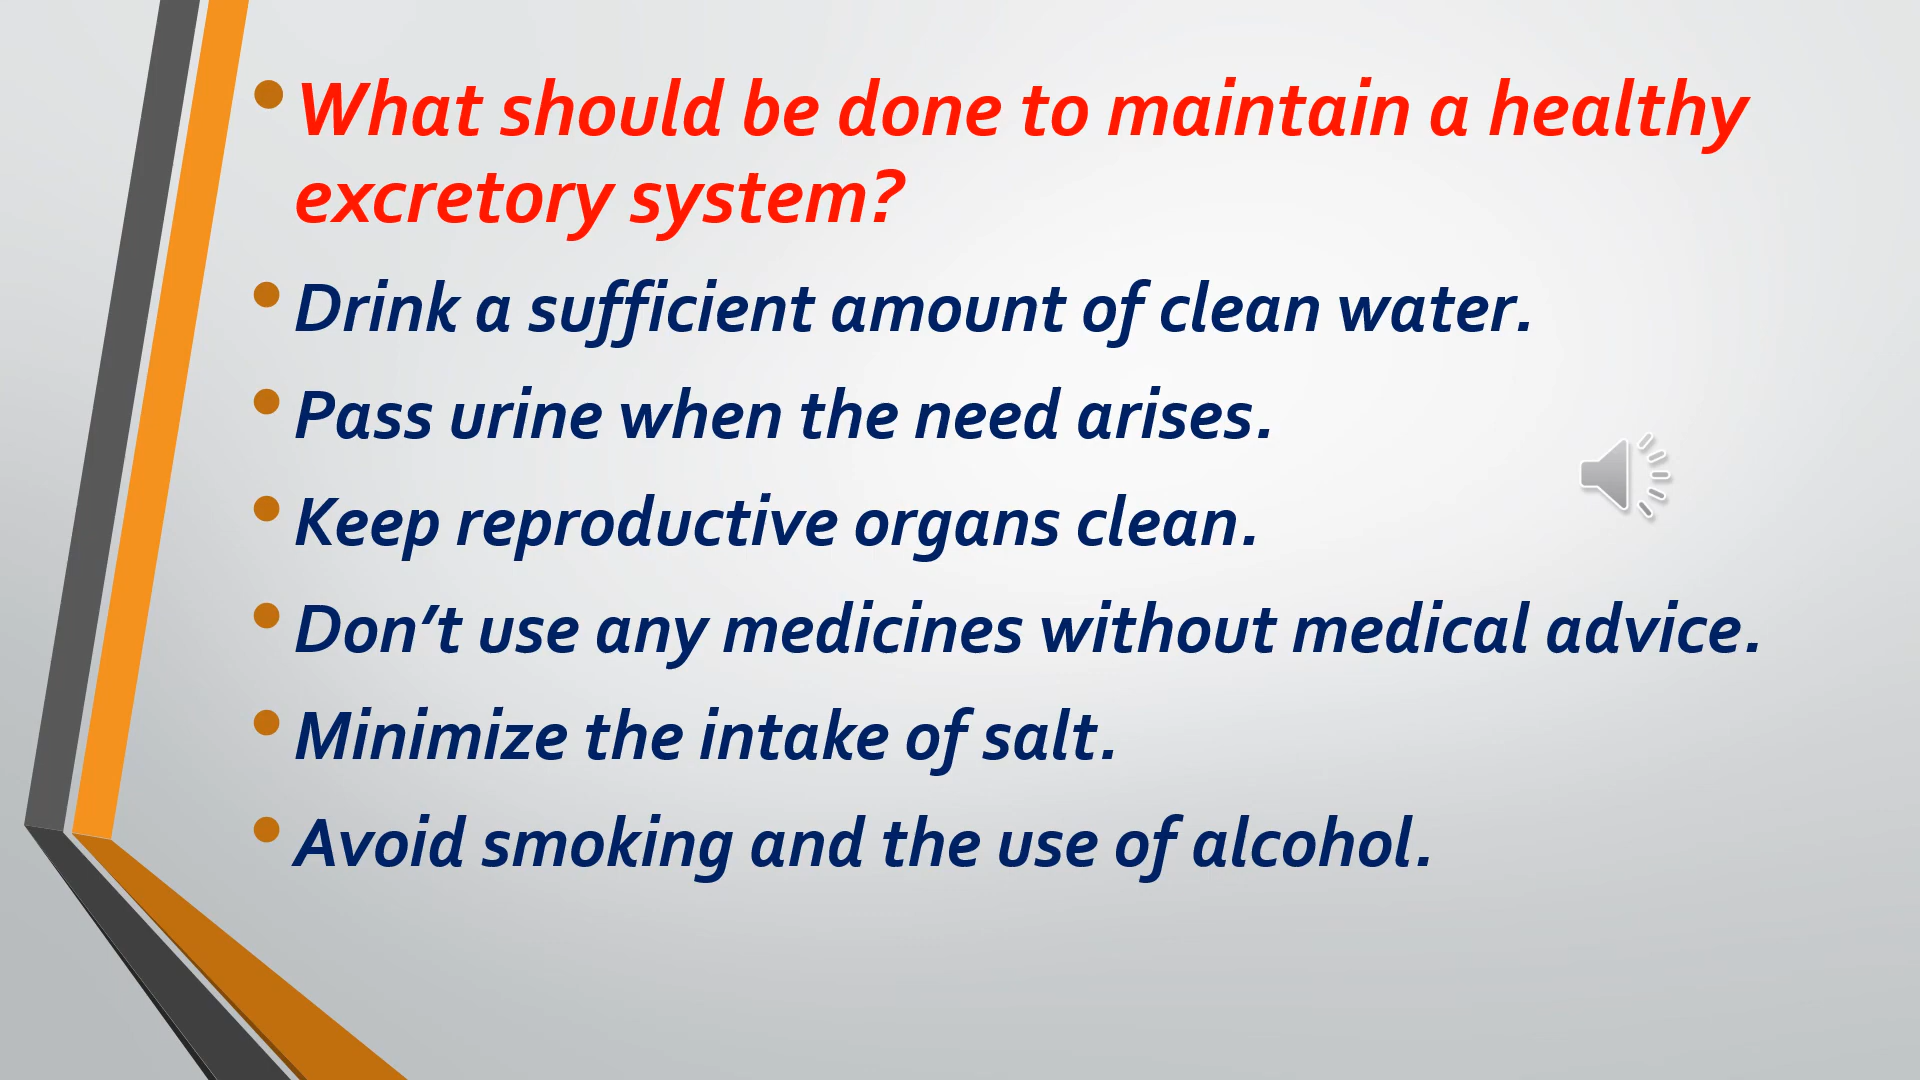 • What should be done to maintain a healthy
excretory system?
• Drink a sufficient amount of clean water.
• Pass urine when the need arises.
• Keep reproductive organs clean.
• Don’t use any medicines without medical advice.
• Minimize the intake of salt.
• Avoid smoking and the use of alcohol.